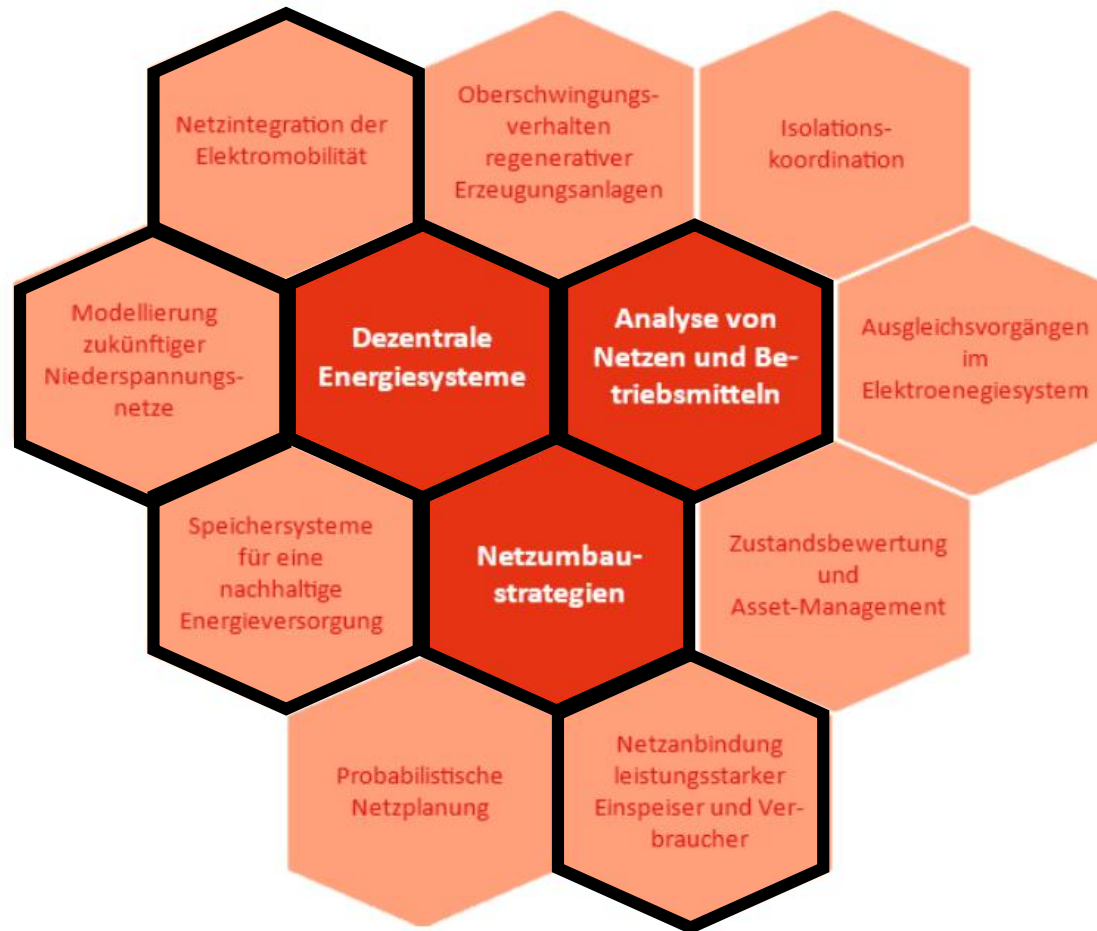 Netzintegration der
Elektromobilität
Oberschwingungs-
verhalten
regenerativer
Erzeugungsanlagen
Isolations-
koordination
Modellierung
zukünftiger
Niederspannungs-
netze
Dezentrale
Energiesysteme
Analyse von
Netzen und Be-
triebsmitteln
Ausgleichsvorgängen
im
Elektroenegiesystem
Speichersysteme
für eine
nachhaltige
Energieversorgung
Netzumbau-
strategien
Zustandsbewertung
und
Asset-Management
Probabilistische
Netzplanung
Netzanbindung
leistungsstarker
Einspeiser und Ver-
braucher